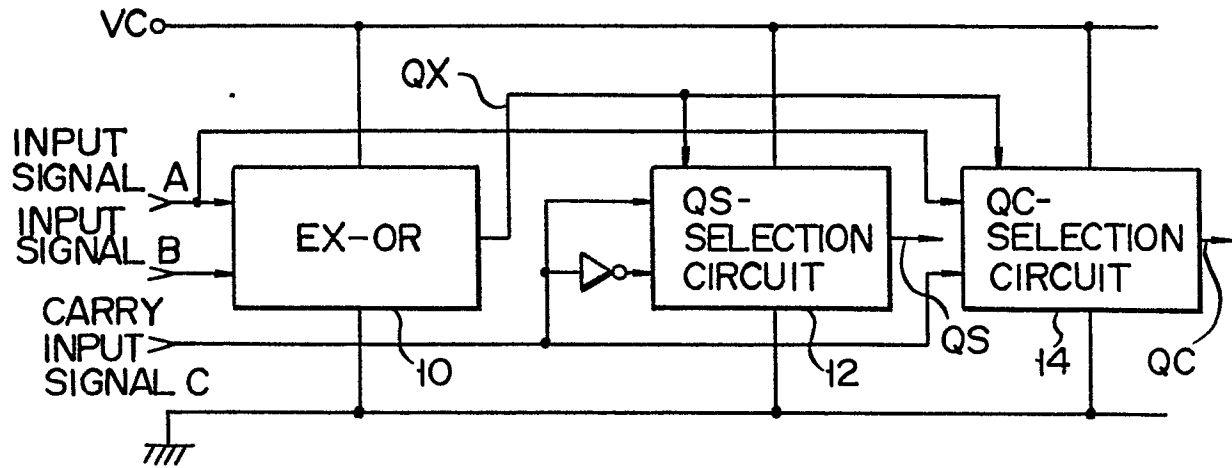 VC
QX
INPUT
SIGNAL A
INPUT
SIGNAL B
EX-OR
QS-
SELECTION
CIRCUIT
QC-
SELECTION
CIRCUIT
CARRY
INPUT
SIGNAL C
10
12
QS
14
QC